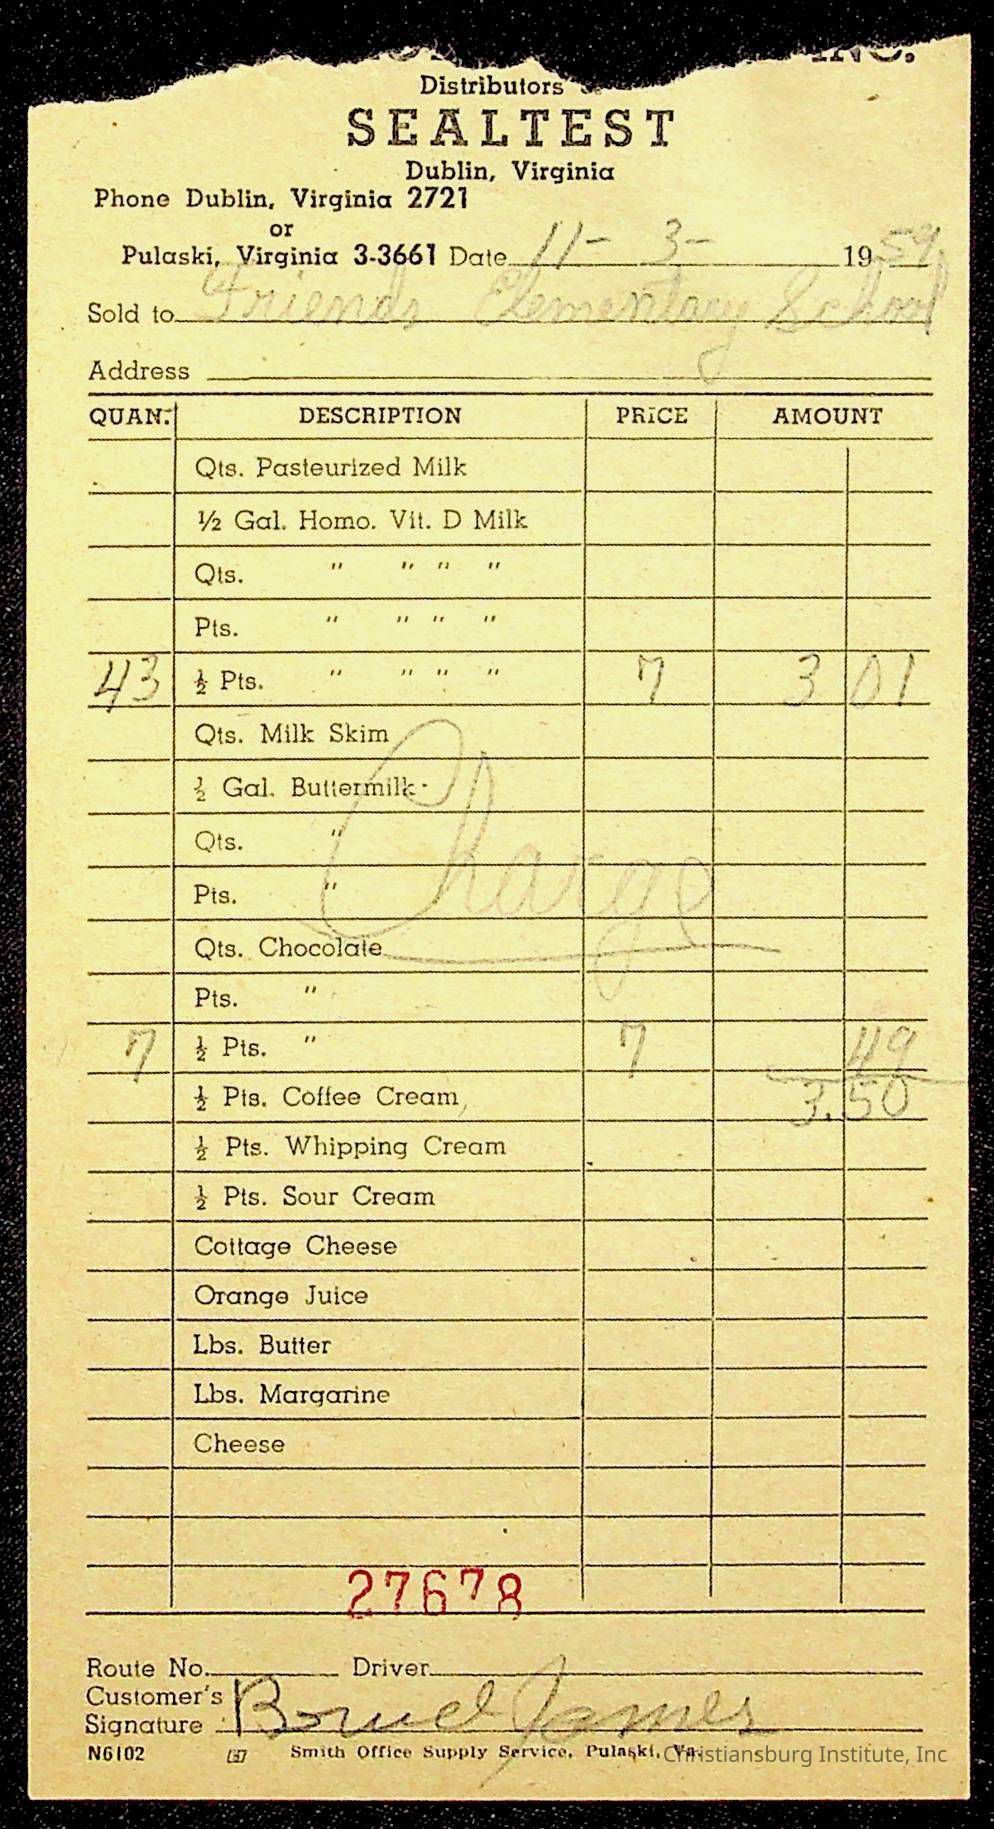 INC.
Distributors
SEALTEST
Dublin, Virginia
Phone Dublin, Virginia 2721
or
Pulaski, Virginia 3-3661 Date 11- 3- 1959
Sold to Friends Elementary School
Address
QUAN. DESCRIPTION PRICE AMOUNT
Qts. Pasteurized Milk
½ Gal. Homo. Vit. D Milk
Qts. " " " "
Pts. " " " "
43 ½ Pts. " " " " 7 3 01
Qts. Milk Skim
½ Gal. Buttermilk
Qts. "
Charge
Pts. "
Qts. Chocolate
Pts. "
7 ½ Pts. " 7 49
½ Pts. Coffee Cream 3.50
½ Pts. Whipping Cream
½ Pts. Sour Cream
Cottage Cheese
Orange Juice
Lbs. Butter
Lbs. Margarine
Cheese
27678
Route No. Driver
Customer's
Signature James
N6102 Smith Office Supply Service, Pulaski, Va.
Christiansburg Institute, Inc